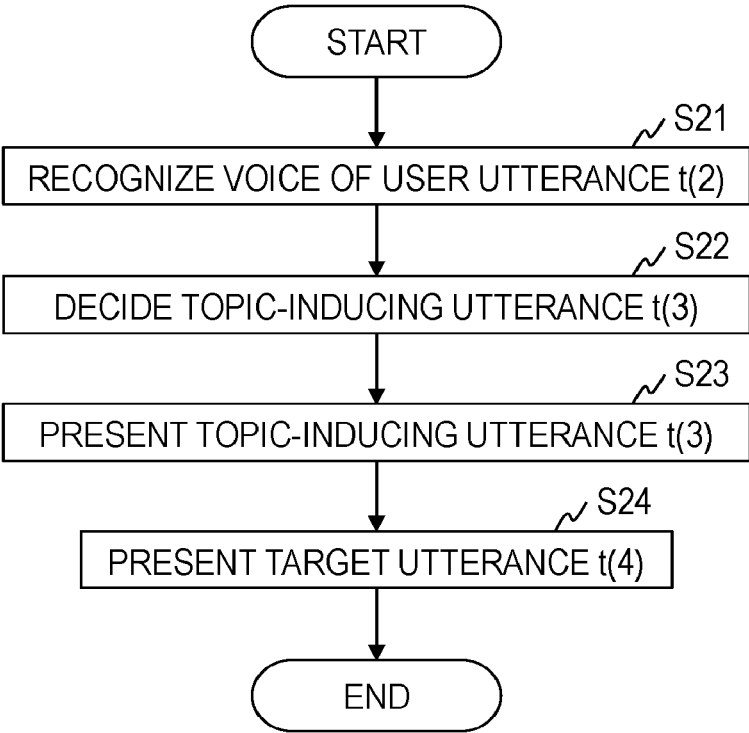 START
S21
RECOGNIZE VOICE OF USER UTTERANCE t(2)
S22
DECIDE TOPIC-INDUCING UTTERANCE t(3)
S23
PRESENT TOPIC-INDUCING UTTERANCE t(3)
S24
PRESENT TARGET UTTERANCE t(4)
END